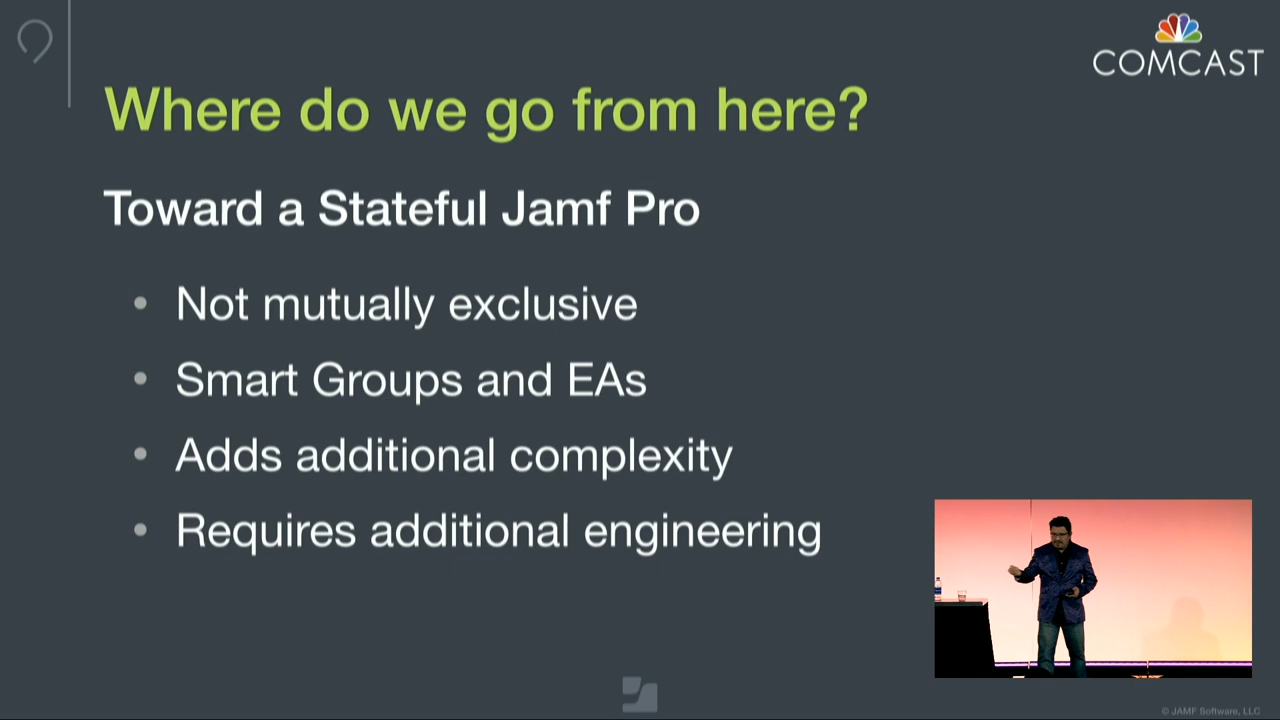 COMCAST
Where do we go from here?
Toward a Stateful Jamf Pro
• Not mutually exclusive
• Smart Groups and EAs
• Adds additional complexity
• Requires additional engineering
© JAMF Software, LLC